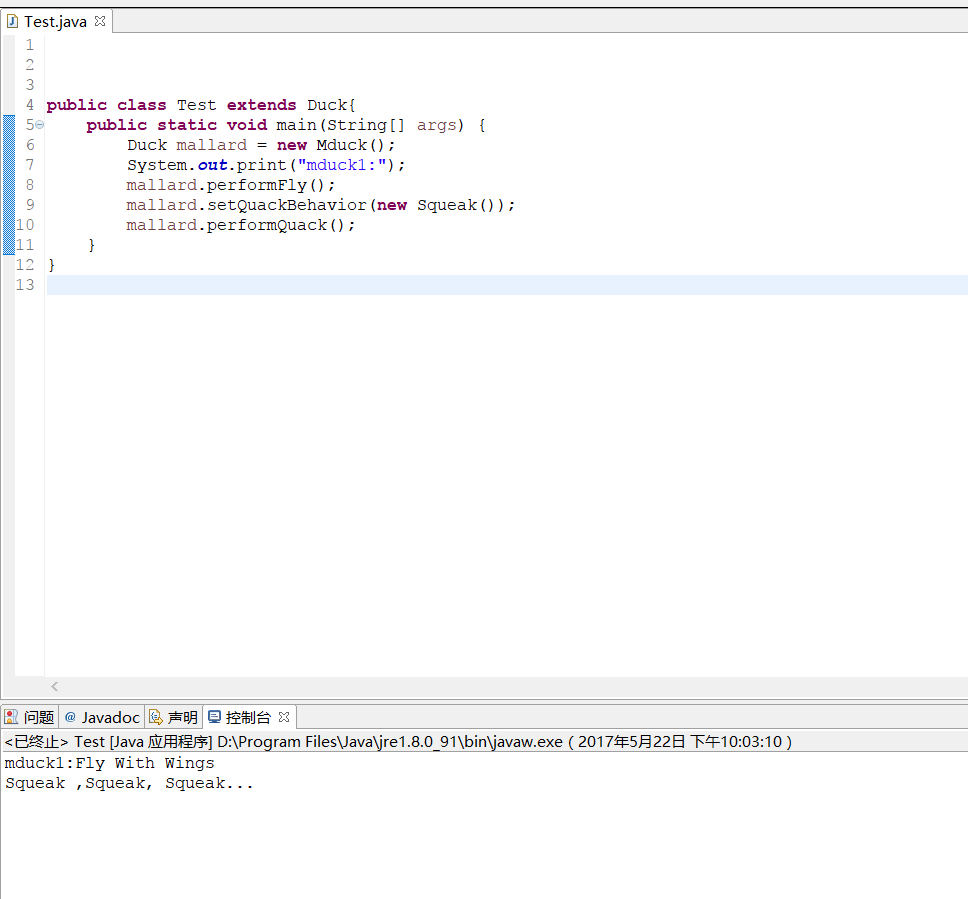 Test.java
1
2
3
4 public class Test extends Duck{
5 public static void main(String[] args) {
6 Duck mallard = new Mduck();
7 System.out.print("mduck1:");
8 mallard.performFly();
9 mallard.setQuackBehavior(new Squeak());
10 mallard.performQuack();
11 }
12 }
13
问题 @ Javadoc 声明 控制台
<已终止> Test [Java 应用程序] D:\Program Files\Java\jre1.8.0_91\bin\javaw.exe ( 2017年5月22日 下午10:03:10 )
mduck1:Fly With Wings
Squeak ,Squeak, Squeak...